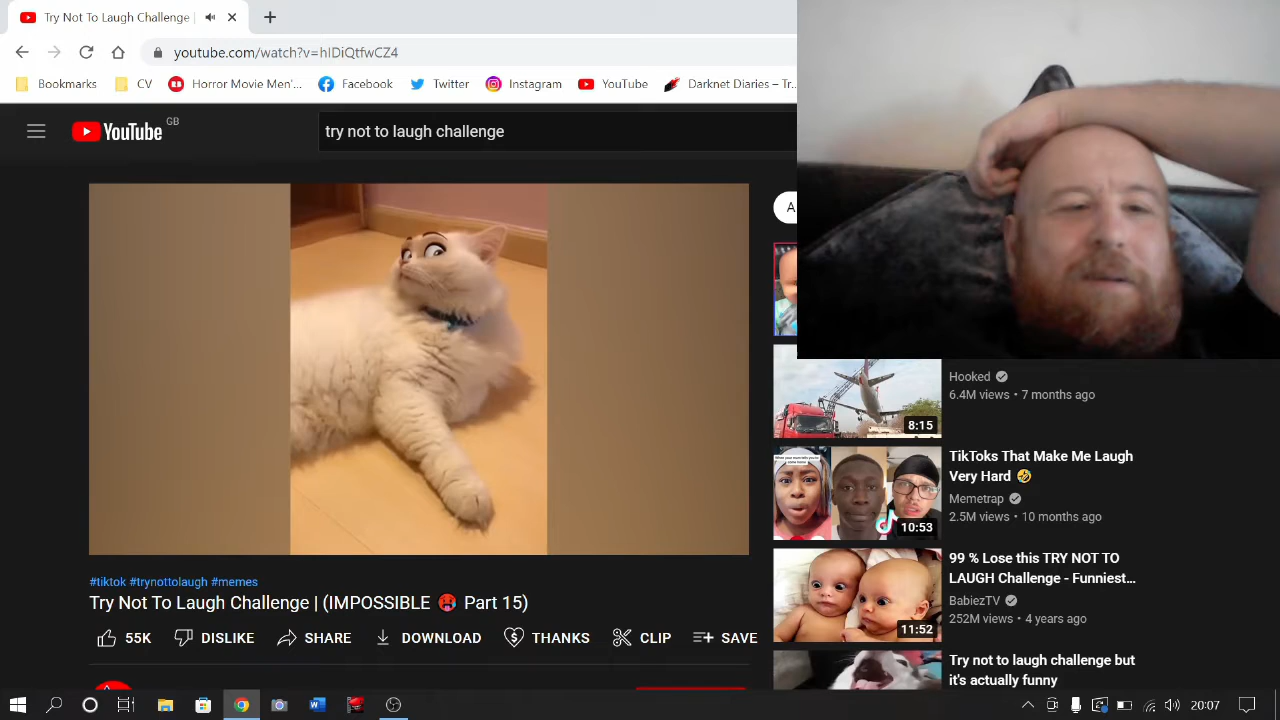 Try Not To Laugh Challenge |
youtube.com/watch?v=hIDiQtfwCZ4
Bookmarks CV Horror Movie Men'... Facebook Twitter Instagram YouTube Darknet Diaries – Tr...
YouTube GB
try not to laugh challenge
A
Hooked
6.4M views • 7 months ago
8:15
TikToks That Make Me Laugh
Very Hard 🤣
Memetrap
2.5M views • 10 months ago
10:53
99 % Lose this TRY NOT TO
LAUGH Challenge - Funniest...
BabiezTV
252M views • 4 years ago
11:52
Try not to laugh challenge but
it's actually funny
#tiktok #trynottolaugh #memes
Try Not To Laugh Challenge | (IMPOSSIBLE 🥵 Part 15)
55K DISLIKE SHARE DOWNLOAD THANKS CLIP SAVE
20:07